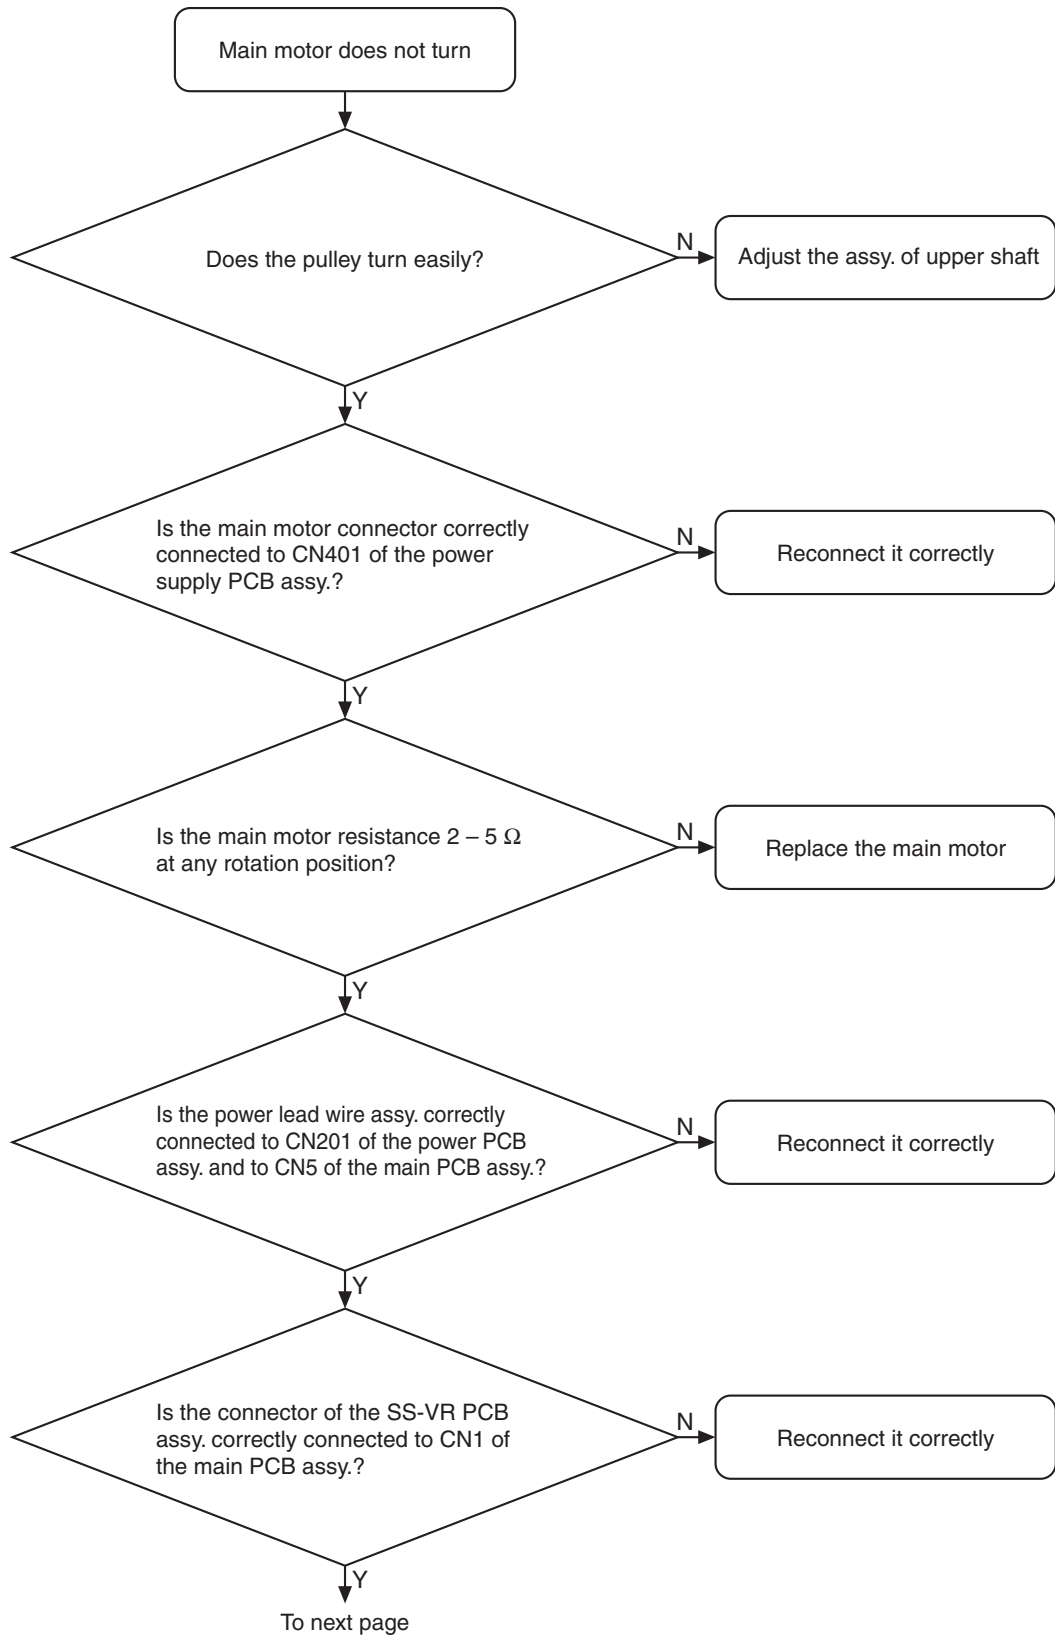 Main motor does not turn
Does the pulley turn easily?
N
Adjust the assy. of upper shaft
Y
Is the main motor connector correctly
connected to CN401 of the power
supply PCB assy.?
N
Reconnect it correctly
Y
Is the main motor resistance 2 – 5 Ω
at any rotation position?
N
Replace the main motor
Y
Is the power lead wire assy. correctly
connected to CN201 of the power PCB
assy. and to CN5 of the main PCB assy.?
N
Reconnect it correctly
Y
Is the connector of the SS-VR PCB
assy. correctly connected to CN1 of
the main PCB assy.?
N
Reconnect it correctly
Y
To next page